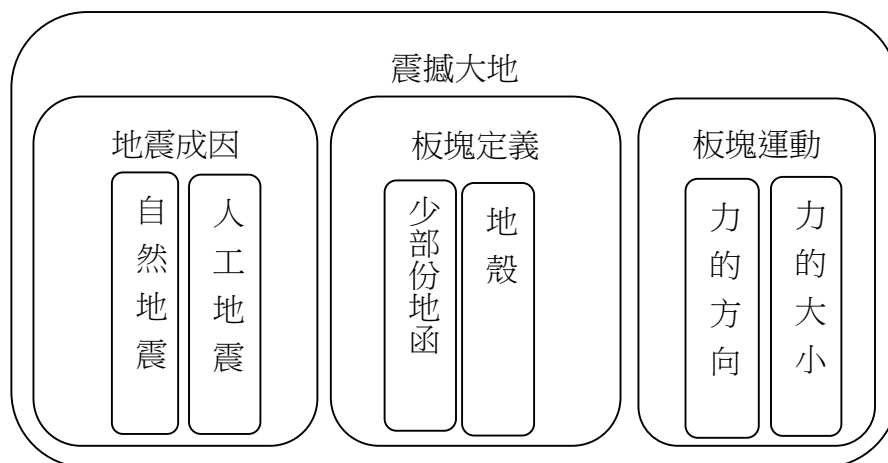 震撼大地
地震成因
自然地震
人工地震
板塊定義
少部份地函
地殼
板塊運動
力的方向
力的大小